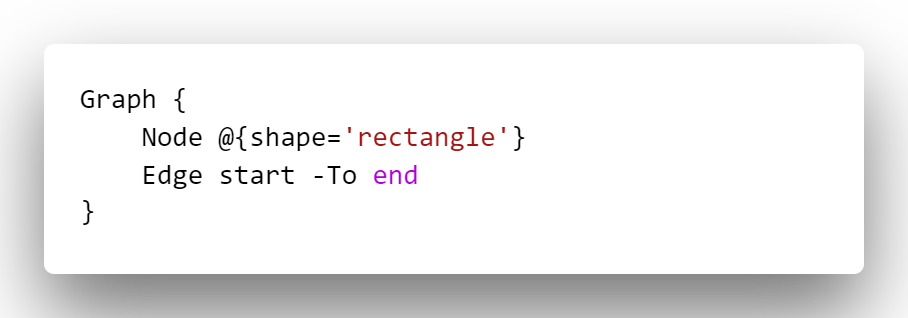 Graph {
    Node @{shape='rectangle'}
    Edge start -To end
}